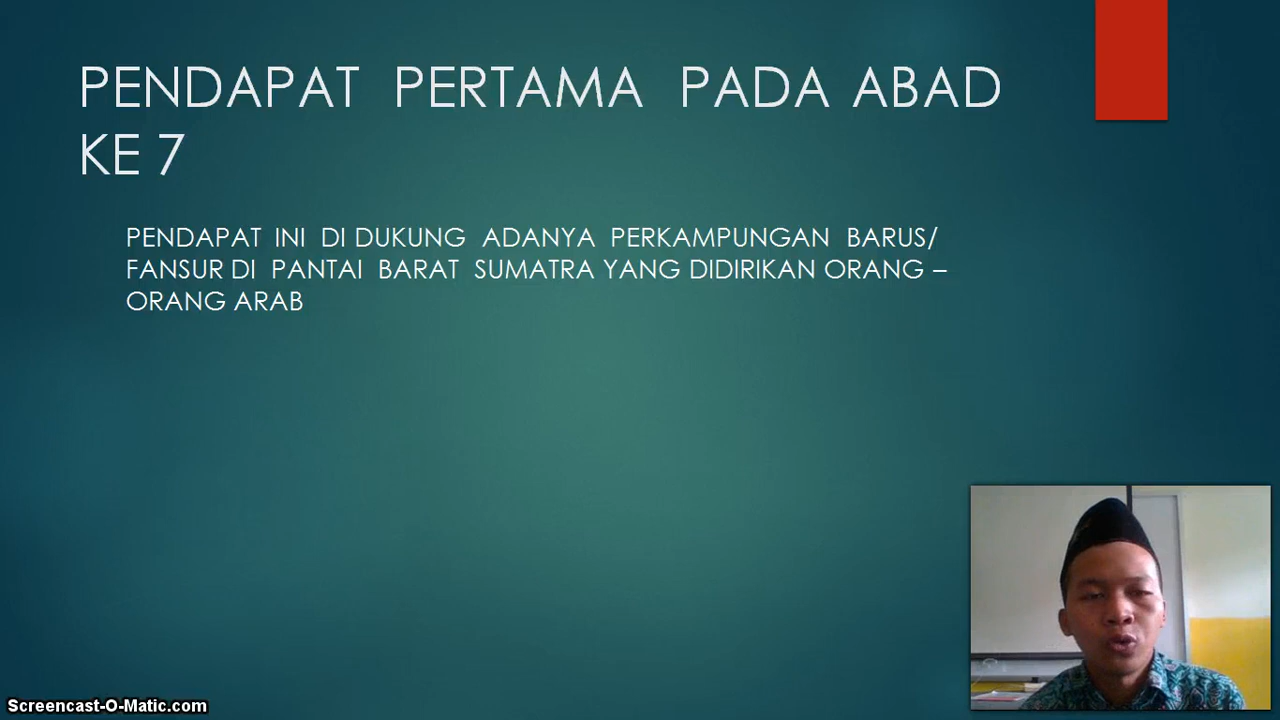 PENDAPAT PERTAMA PADA ABAD
KE 7
PENDAPAT INI DI DUKUNG ADANYA PERKAMPUNGAN BARUS/
FANSUR DI PANTAI BARAT SUMATRA YANG DIDIRIKAN ORANG –
ORANG ARAB
Screencast-O-Matic.com